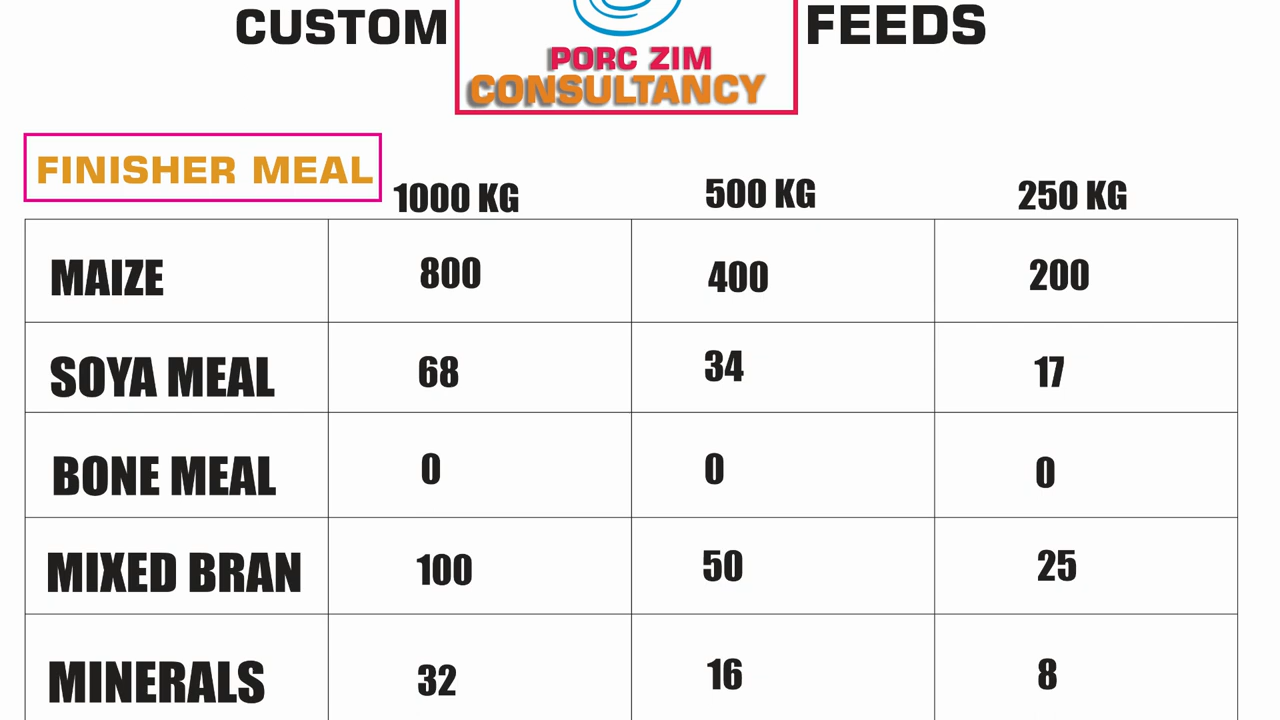 CUSTOM FEEDS
PORC ZIM
CONSULTANCY
FINISHER MEAL
1000 KG 500 KG 250 KG
MAIZE 800 400 200
SOYA MEAL 68 34 17
BONE MEAL 0 0 0
MIXED BRAN 100 50 25
MINERALS 32 16 8